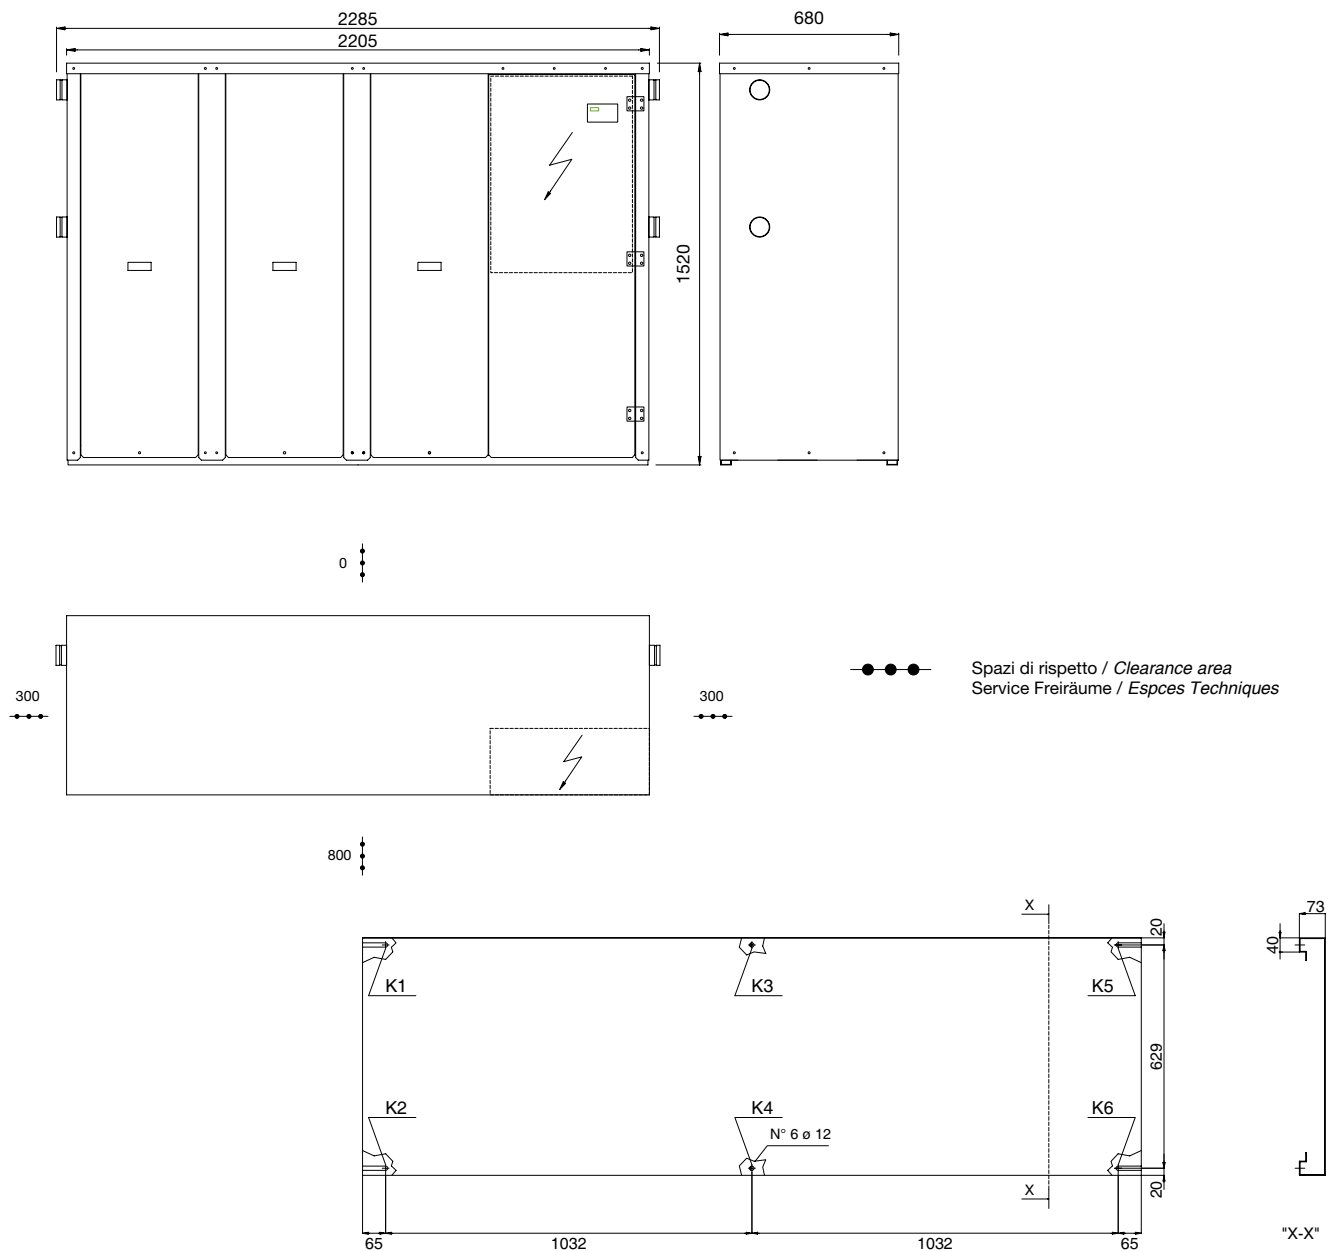 2285
680
2205
1520
0
Spazi di rispetto / Clearance area
Service Freiräume / Espces Techniques
300
300
800
X
20
73
40
K1
K3
K5
629
K2
K4
K6
N° 6 ø 12
X
20
"X-X"
65
1032
1032
65